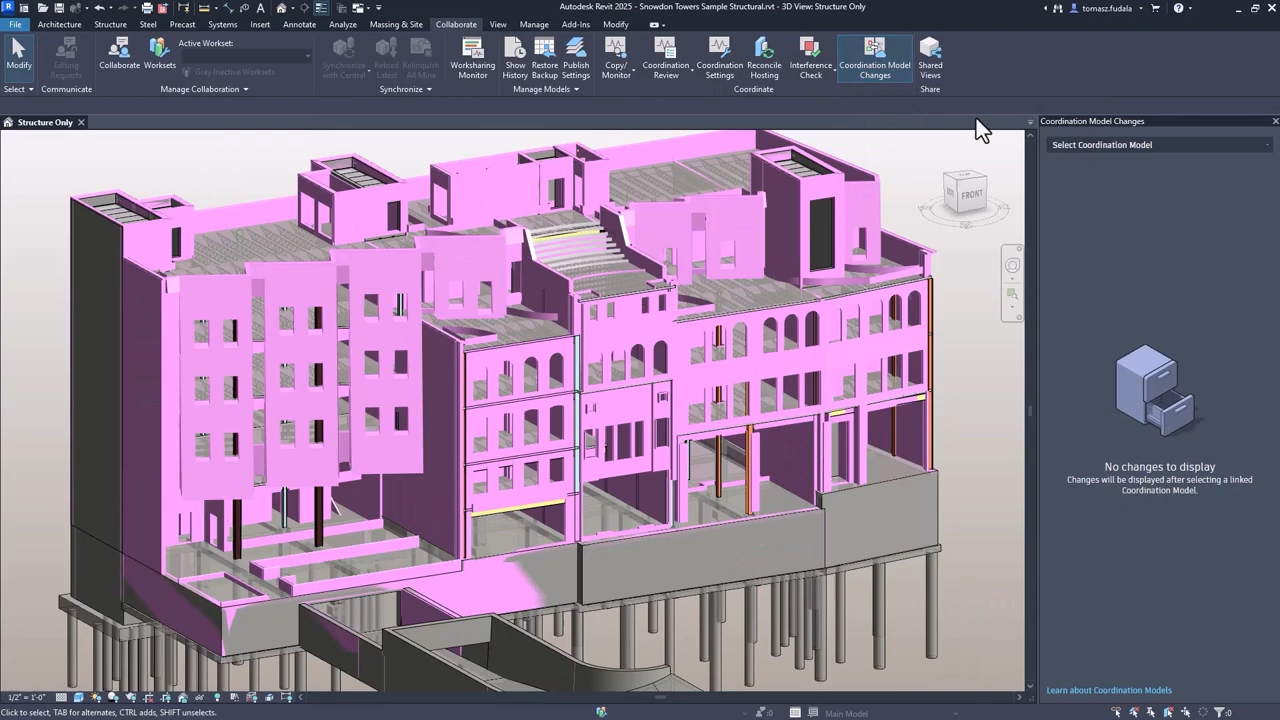 Autodesk Revit 2025 - Snowdon Towers Sample Structural.rvt - 3D View: Structure Only
tomasz.fudala
File Architecture Structure Steel Precast Systems Insert Annotate Analyze Massing & Site Collaborate View Manage Add-Ins Modify
Modify
Editing
Requests
Collaborate
Worksets
Active Workset:
Gray Inactive Worksets
Synchronize
with Central
Reload
Latest
Relinquish
All Mine
Worksharing
Monitor
Show
History
Restore
Backup
Publish
Settings
Copy/
Monitor
Coordination
Review
Coordination
Settings
Reconcile
Hosting
Interference
Check
Coordination Model
Changes
Shared
Views
Select Communicate Manage Collaboration Synchronize Manage Models Coordinate Share
Structure Only
Coordination Model Changes
Select Coordination Model
FRONT
No changes to display
Changes will be displayed after selecting a linked
Coordination Model.
Learn about Coordination Models
1/2" = 1'-0"
Click to select, TAB for alternates, CTRL adds, SHIFT unselects.
:0
Main Model
:0